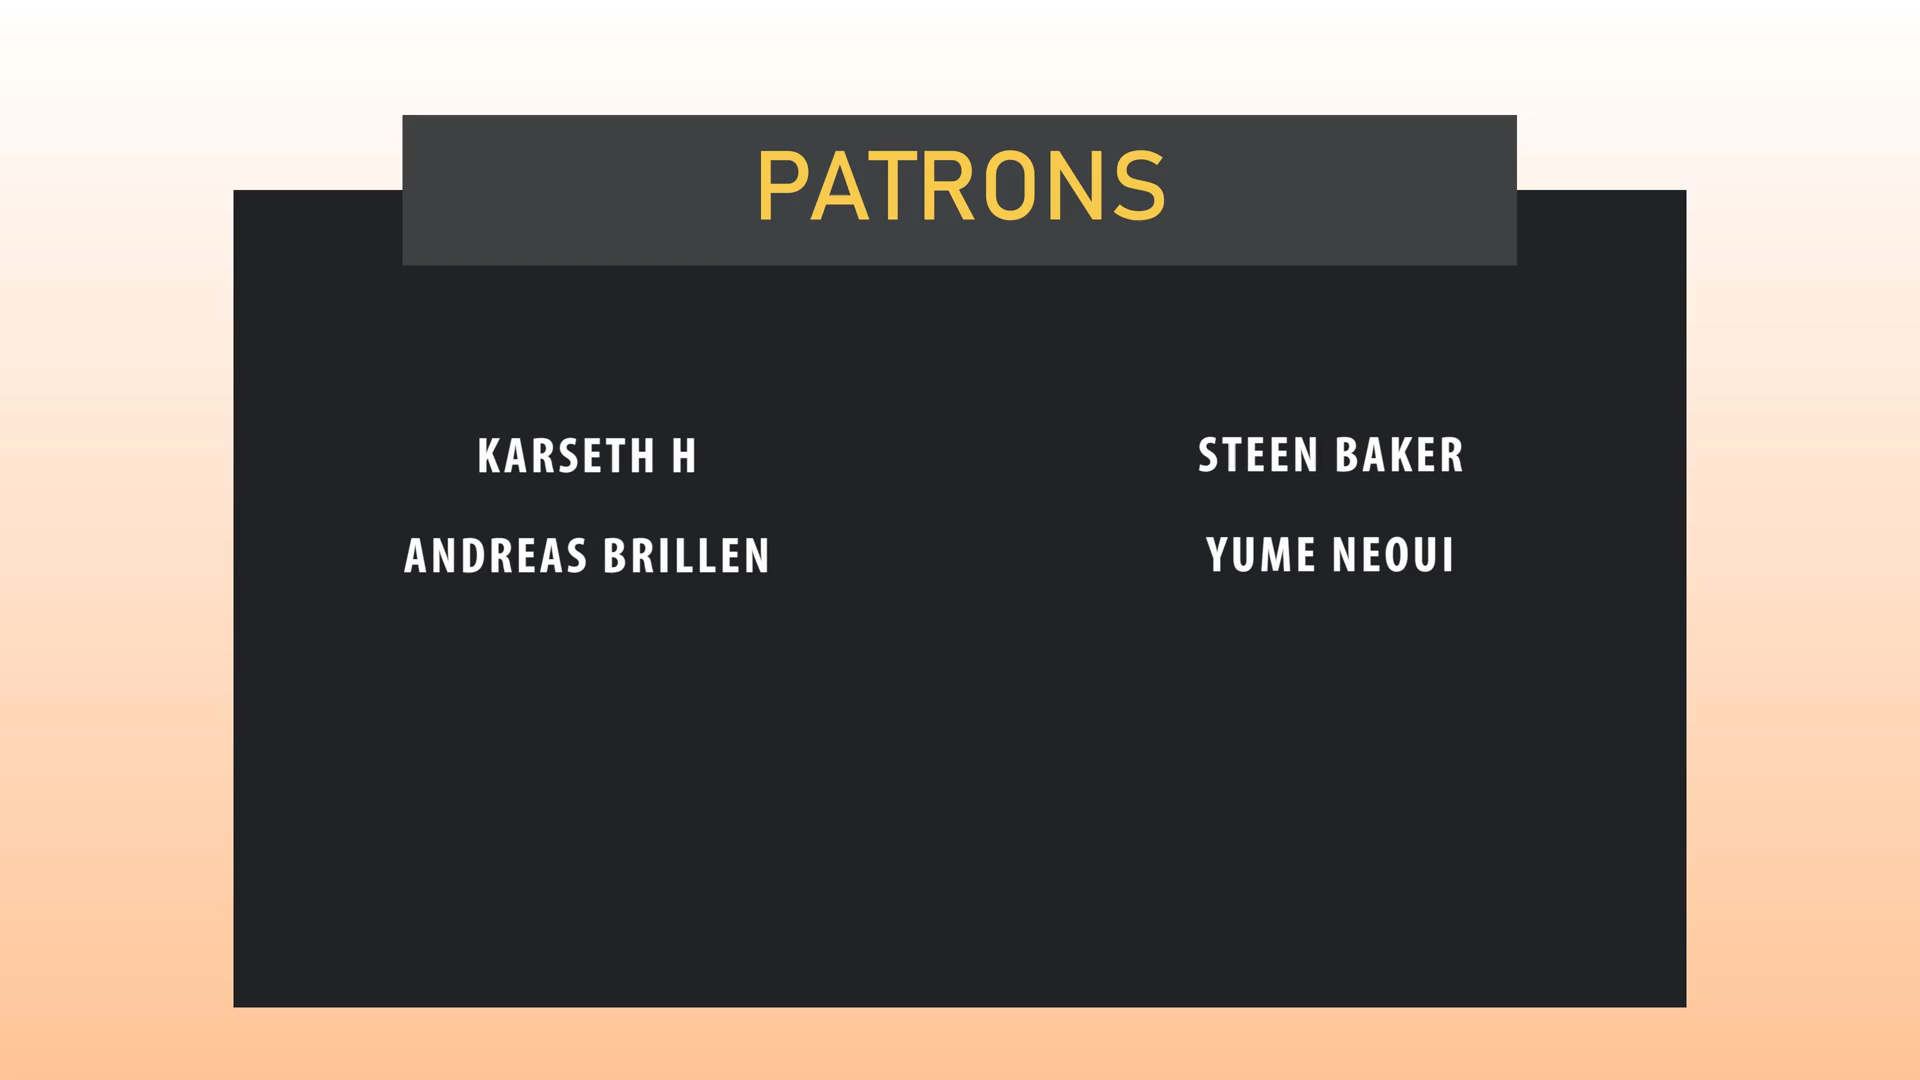 PATRONS
KARSETH H
STEEN BAKER
ANDREAS BRILLEN
YUME NEOUI